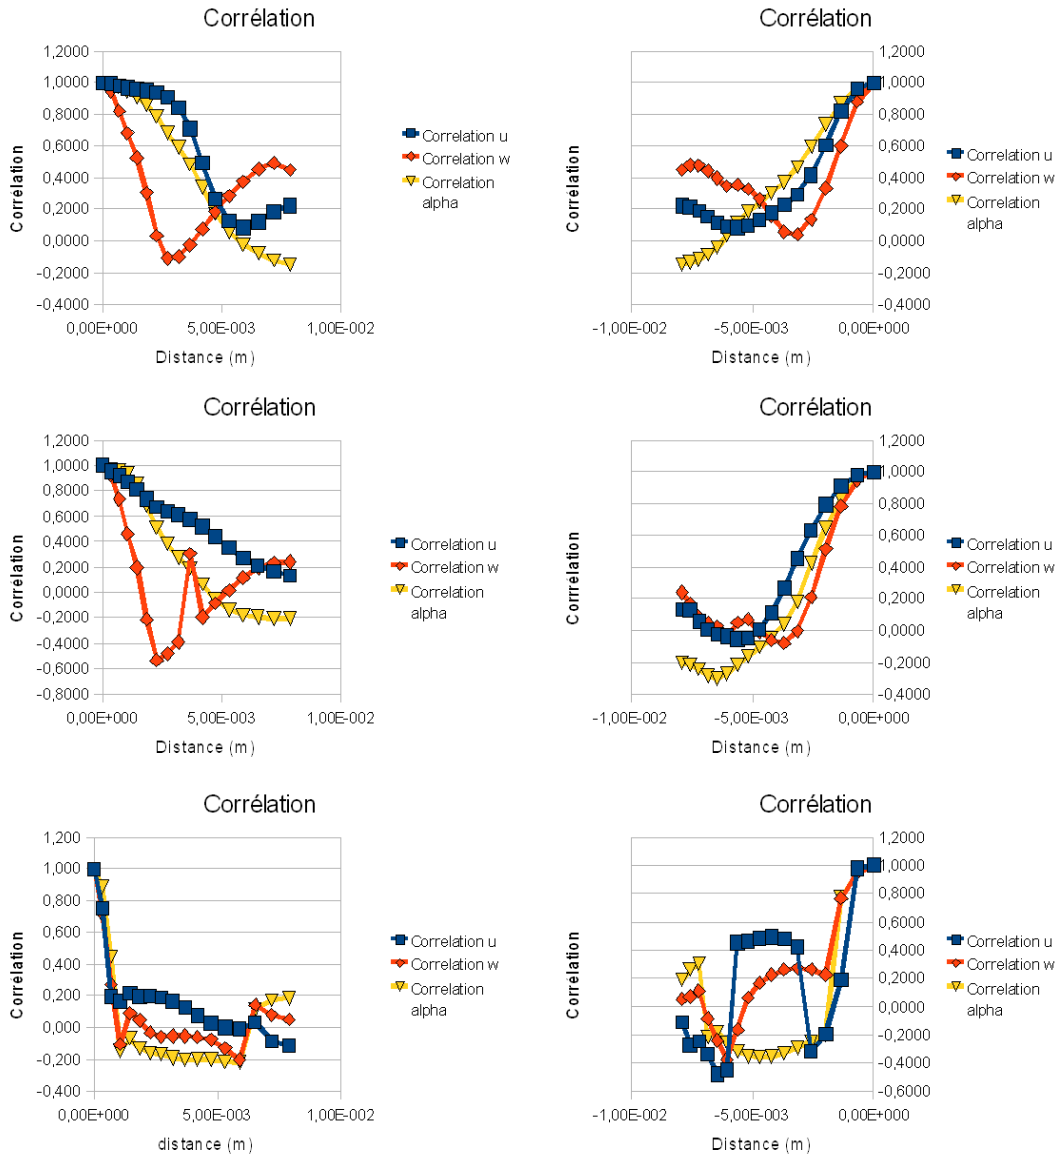 Corrélation
1,2000
1,0000
0,8000
0,6000
0,4000
0,2000
0,0000
-0,2000
-0,4000
0,00E+000
5,00E-003
1,00E-002
Distance (m)
Corrélation
Correlation u
Correlation w
Correlation
alpha
Corrélation
1,2000
1,0000
0,8000
0,6000
0,4000
0,2000
0,0000
-0,2000
-0,4000
-1,00E-002
-5,00E-003
0,00E+000
Distance (m)
Corrélation
Correlation u
Correlation w
Correlation
alpha
Corrélation
1,2000
1,0000
0,8000
0,6000
0,4000
0,2000
0,0000
-0,2000
-0,4000
-0,6000
-0,8000
0,00E+000
5,00E-003
1,00E-002
Distance (m)
Corrélation
Correlation u
Correlation w
Correlation
alpha
Corrélation
1,2000
1,0000
0,8000
0,6000
0,4000
0,2000
0,0000
-0,2000
-0,4000
-1,00E-002
-5,00E-003
0,00E+000
Distance (m)
Corrrélation
Correlation u
Correlation w
Correlation
alpha
Corrélation
1,200
1,000
0,800
0,600
0,400
0,200
0,000
-0,200
-0,400
0,00E+000
5,00E-003
1,00E-002
distance (m)
Corrélation
Correlation u
Correlation w
Correlation
alpha
Corrélation
1,2000
1,0000
0,8000
0,6000
0,4000
0,2000
0,0000
-0,2000
-0,4000
-0,6000
-1,00E-002
-5,00E-003
0,00E+000
Distance (m)
Corrélation
Correlation u
Correlation w
Correlation
alpha